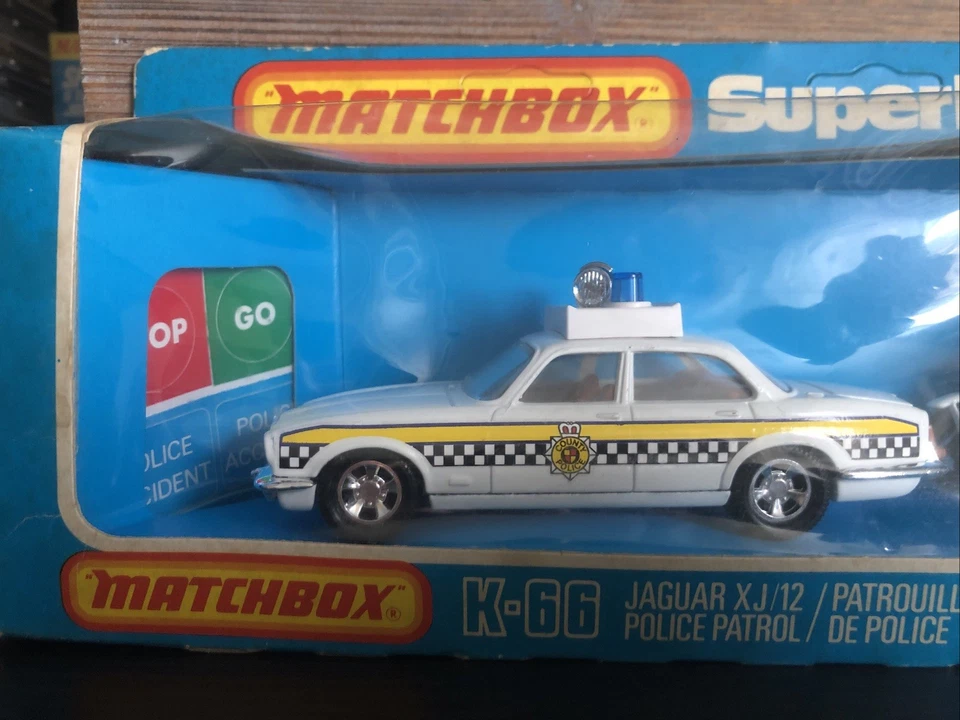 "MATCHBOX"®
Super
OP GO
OLICE
CIDENT
POL
ACC
COUNTY
POLICE
"MATCHBOX"®
K-66
JAGUAR XJ/12
POLICE PATROL
/
PATROUILL
DE POLICE